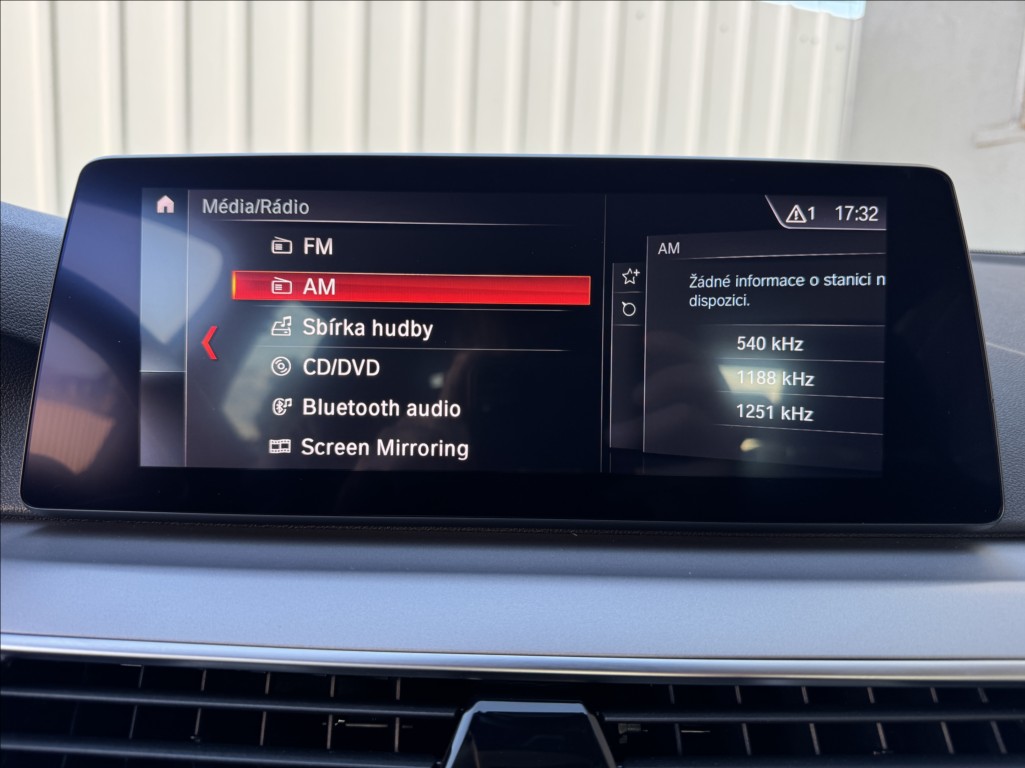 Média/Rádio
1 17:32
FM
AM
Sbírka hudby
CD/DVD
Bluetooth audio
Screen Mirroring
AM
Žádné informace o stanici n
dispozici.
540 kHz
1188 kHz
1251 kHz